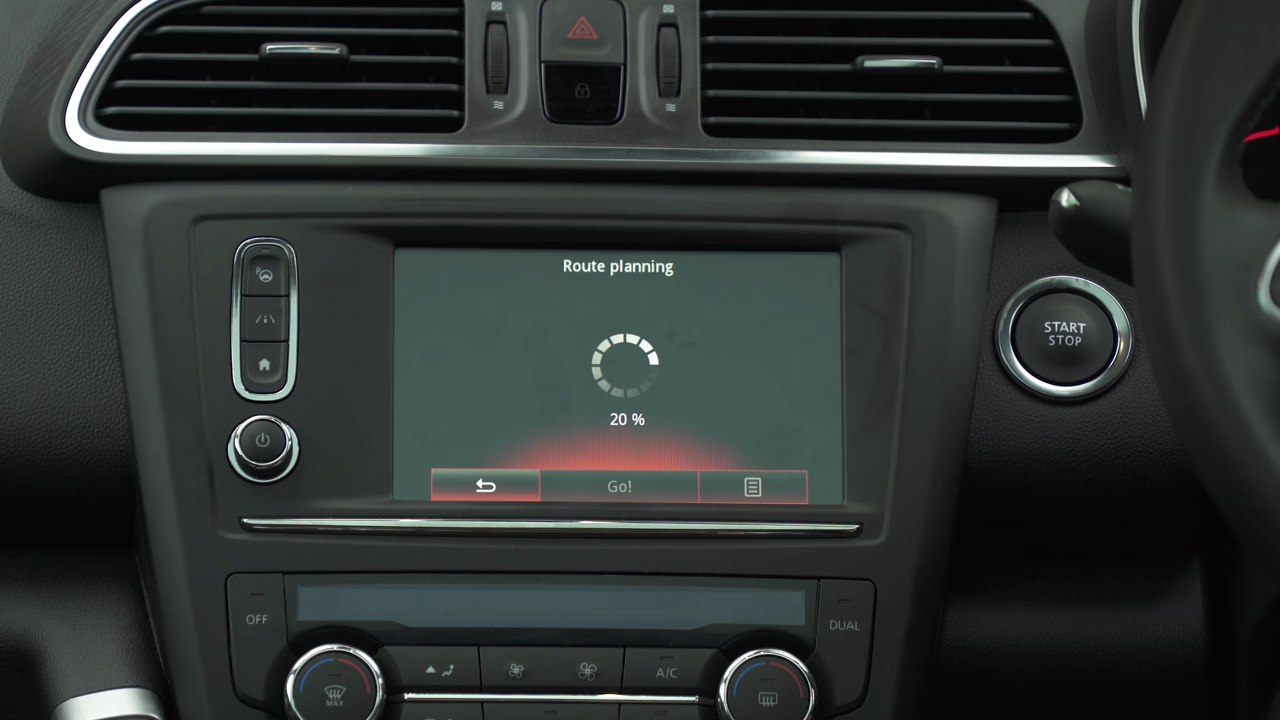 Route planning
START
STOP
20 %
Go!
OFF
DUAL
A/C
MAX